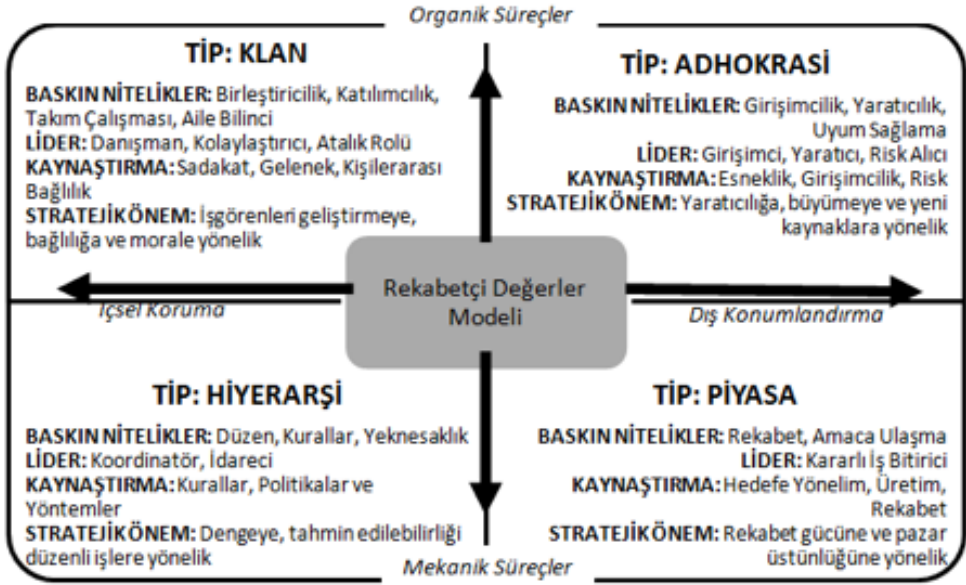 Organik Süreçler
TİP: KLAN
BASKIN NİTELİKLER: Birleştiricilik, Katılımcılık,
Takım Çalışması, Aile Bilinci
LİDER: Danışman, Kolaylaştırıcı, Atalık Rolü
KAYNAŞTIRMA: Sadakat, Gelenek, Kişilerarası
Bağlılık
STRATEJİK ÖNEM: İşgörenleri geliştirmeye,
bağlılığa ve morale yönelik
TİP: ADHOKRASİ
BASKIN NİTELİKLER: Girişimcilik, Yaratıcılık,
Uyum Sağlama
LİDER: Girişimci, Yaratıcı, Risk Alıcı
KAYNAŞTIRMA: Esneklik, Girişimcilik, Risk
STRATEJİK ÖNEM: Yaratıcılığa, büyümeye ve yeni
kaynaklara yönelik
Rekabetçi Değerler
Modeli
İçsel Koruma
Dış Konumlandırma
TİP: HİYERARŞİ
BASKIN NİTELİKLER: Düzen, Kurallar, Yeknesaklık
LİDER: Koordinatör, İdareci
KAYNAŞTIRMA: Kurallar, Politikalar ve
Yöntemler
STRATEJİK ÖNEM: Dengeye, tahmin edilebilirliği
düzenli işlere yönelik
TİP: PİYASA
BASKIN NİTELİKLER: Rekabet, Amaca Ulaşma
LİDER: Kararlı İş Bitirici
KAYNAŞTIRMA: Hedefe Yönelim, Üretim,
Rekabet
STRATEJİK ÖNEM: Rekabet gücüne ve pazar
üstünlüğüne yönelik
Mekanik Süreçler